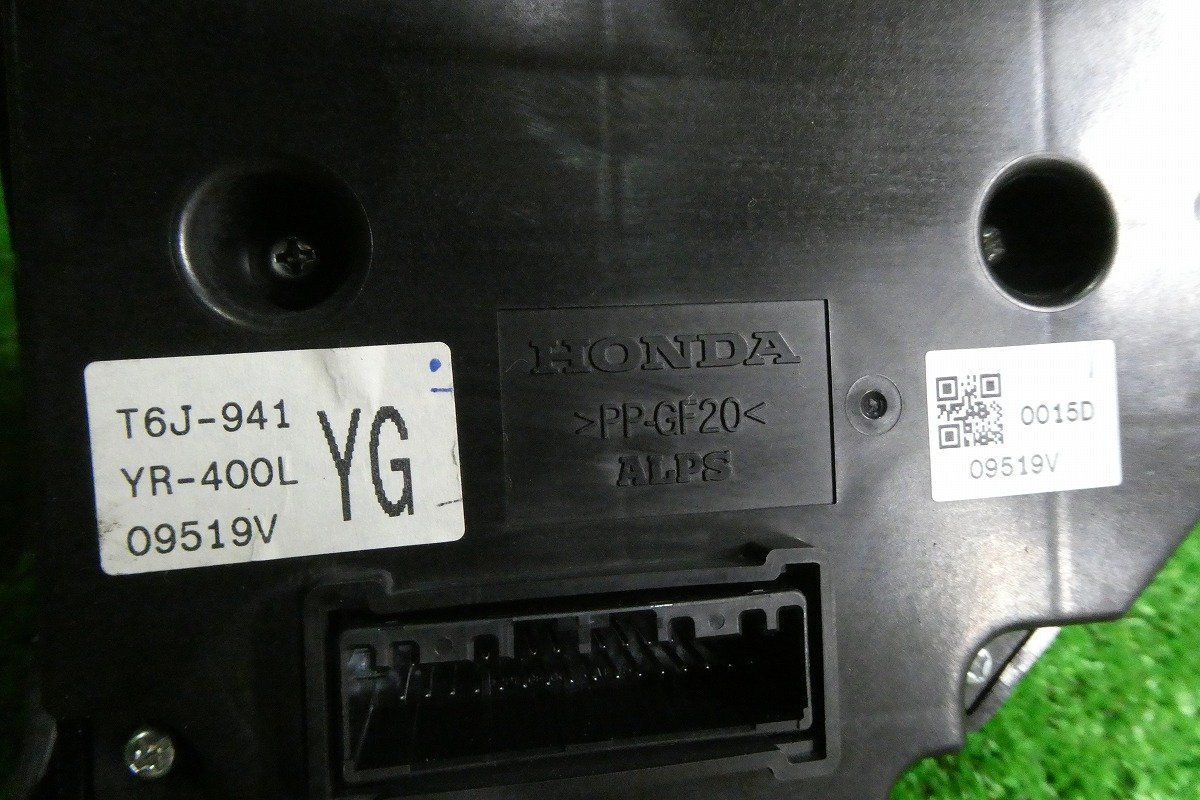 T6J-941
YR-400L
09519V
YG
HONDA
>PP-GF20<
ALPS
0015D
09519V